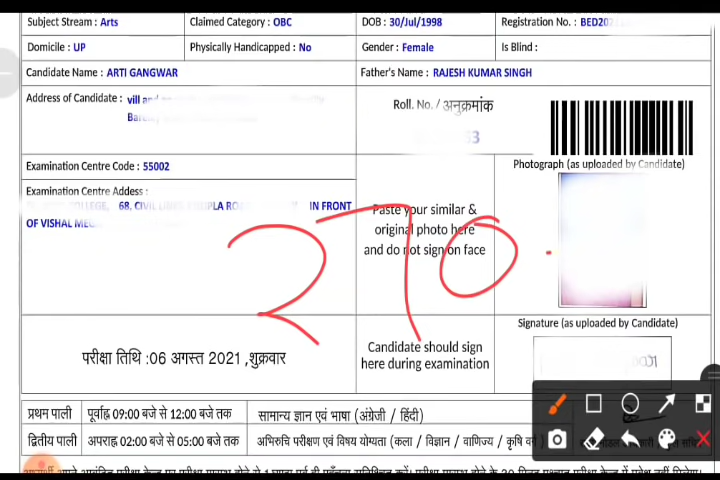 Subject Stream : Arts
Claimed Category : OBC
DOB : 30/Jul/1998
Registration No. : BED207
Domicile : UP
Physically Handicapped : No
Gender : Female
Is Blind :
Candidate Name : ARTI GANGWAR
Father's Name : RAJESH KUMAR SINGH
Address of Candidate : vill and
Roll. No. / अनुक्रमांक
Examination Centre Code : 55002
Examination Centre Addess :
COLLEGE, 68, CIVIL IN FRONT
OF VISHAL
Paste your similar &
original photo here
and do not sign on face
Photograph (as uploaded by Candidate)
270
परीक्षा तिथि :06 अगस्त 2021 ,शुक्रवार
Candidate should sign
here during examination
Signature (as uploaded by Candidate)
प्रथम पाली पूर्वाह्न 09:00 बजे से 12:00 बजे तक सामान्य ज्ञान एवं भाषा (अंग्रेजी / हिंदी)
द्वितीय पाली अपराह्न 02:00 बजे से 05:00 बजे तक अभिरुचि परीक्षण एवं विषय योग्यता (कला / विज्ञान / वाणिज्य / कृषि वर्ग